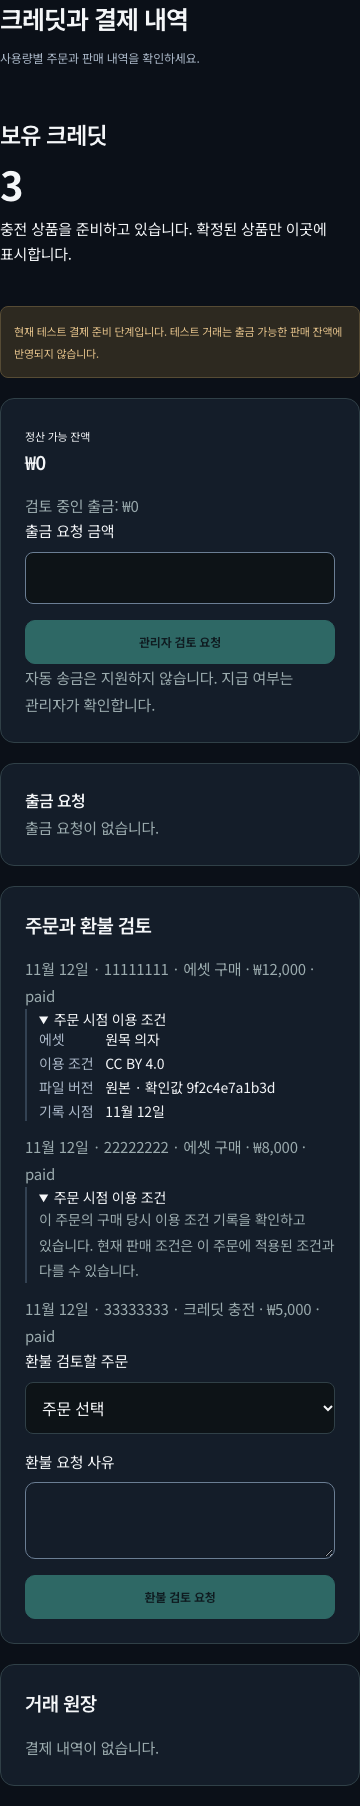 크레딧과 결제 내역
사용량별 주문과 판매 내역을 확인하세요.
보유 크레딧
3
충전 상품을 준비하고 있습니다. 확정된 상품만 이곳에
표시합니다.
현재 테스트 결제 준비 단계입니다. 테스트 거래는 출금 가능한 판매 잔액에
반영되지 않습니다.
정산 가능 잔액
₩0
검토 중인 출금: ₩0
출금 요청 금액
관리자 검토 요청
자동 송금은 지원하지 않습니다. 지급 여부는
관리자가 확인합니다.
출금 요청
출금 요청이 없습니다.
주문과 환불 검토
11월 12일 · 11111111 · 에셋 구매 · ₩12,000 ·
paid
▼ 주문 시점 이용 조건
에셋 원목 의자
이용 조건 CC BY 4.0
파일 버전 원본 · 확인값 9f2c4e7a1b3d
기록 시점 11월 12일
11월 12일 · 22222222 · 에셋 구매 · ₩8,000 ·
paid
▼ 주문 시점 이용 조건
이 주문의 구매 당시 이용 조건 기록을 확인하고
있습니다. 현재 판매 조건은 이 주문에 적용된 조건과
다를 수 있습니다.
11월 12일 · 33333333 · 크레딧 충전 · ₩5,000 ·
paid
환불 검토할 주문
주문 선택
환불 요청 사유
환불 검토 요청
거래 원장
결제 내역이 없습니다.